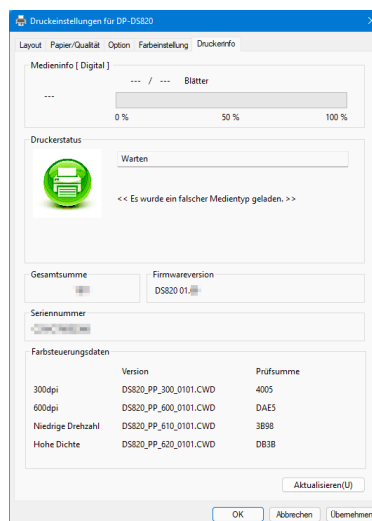 Druckeinstellungen für DP-DS820
Layout Papier/Qualität Option Farbeinstellung Druckerinfo
Medieninfo [ Digital ]
--- / --- Blätter
---
0 % 50 % 100 %
Druckerstatus
Warten
<< Es wurde ein falscher Medientyp geladen. >>
Gesamtsumme Firmwareversion
DS820 01.
Seriennummer
Farbsteuerungsdaten
Version Prüfsumme
300dpi DS820_PP_300_0101.CWD 4005
600dpi DS820_PP_600_0101.CWD DAE5
Niedrige Drehzahl DS820_PP_610_0101.CWD 3B98
Hohe Dichte DS820_PP_620_0101.CWD DB3B
Aktualisieren(U)
OK Abbrechen Übernehmen